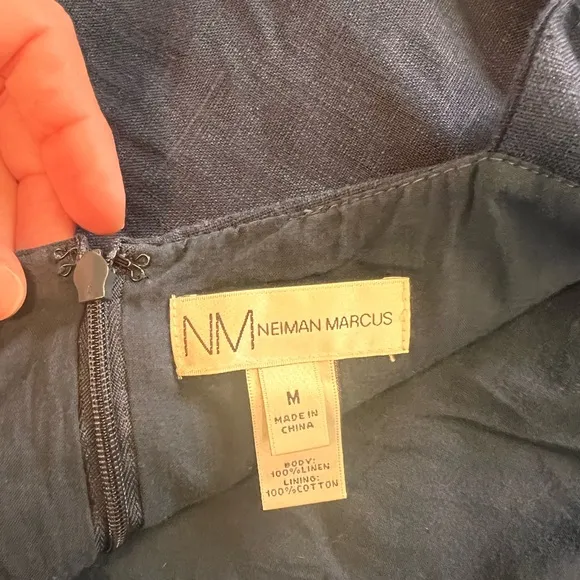 NM NEIMAN MARCUS
M
MADE IN
CHINA
BODY:
100%LINEN
LINING:
100%COTTON